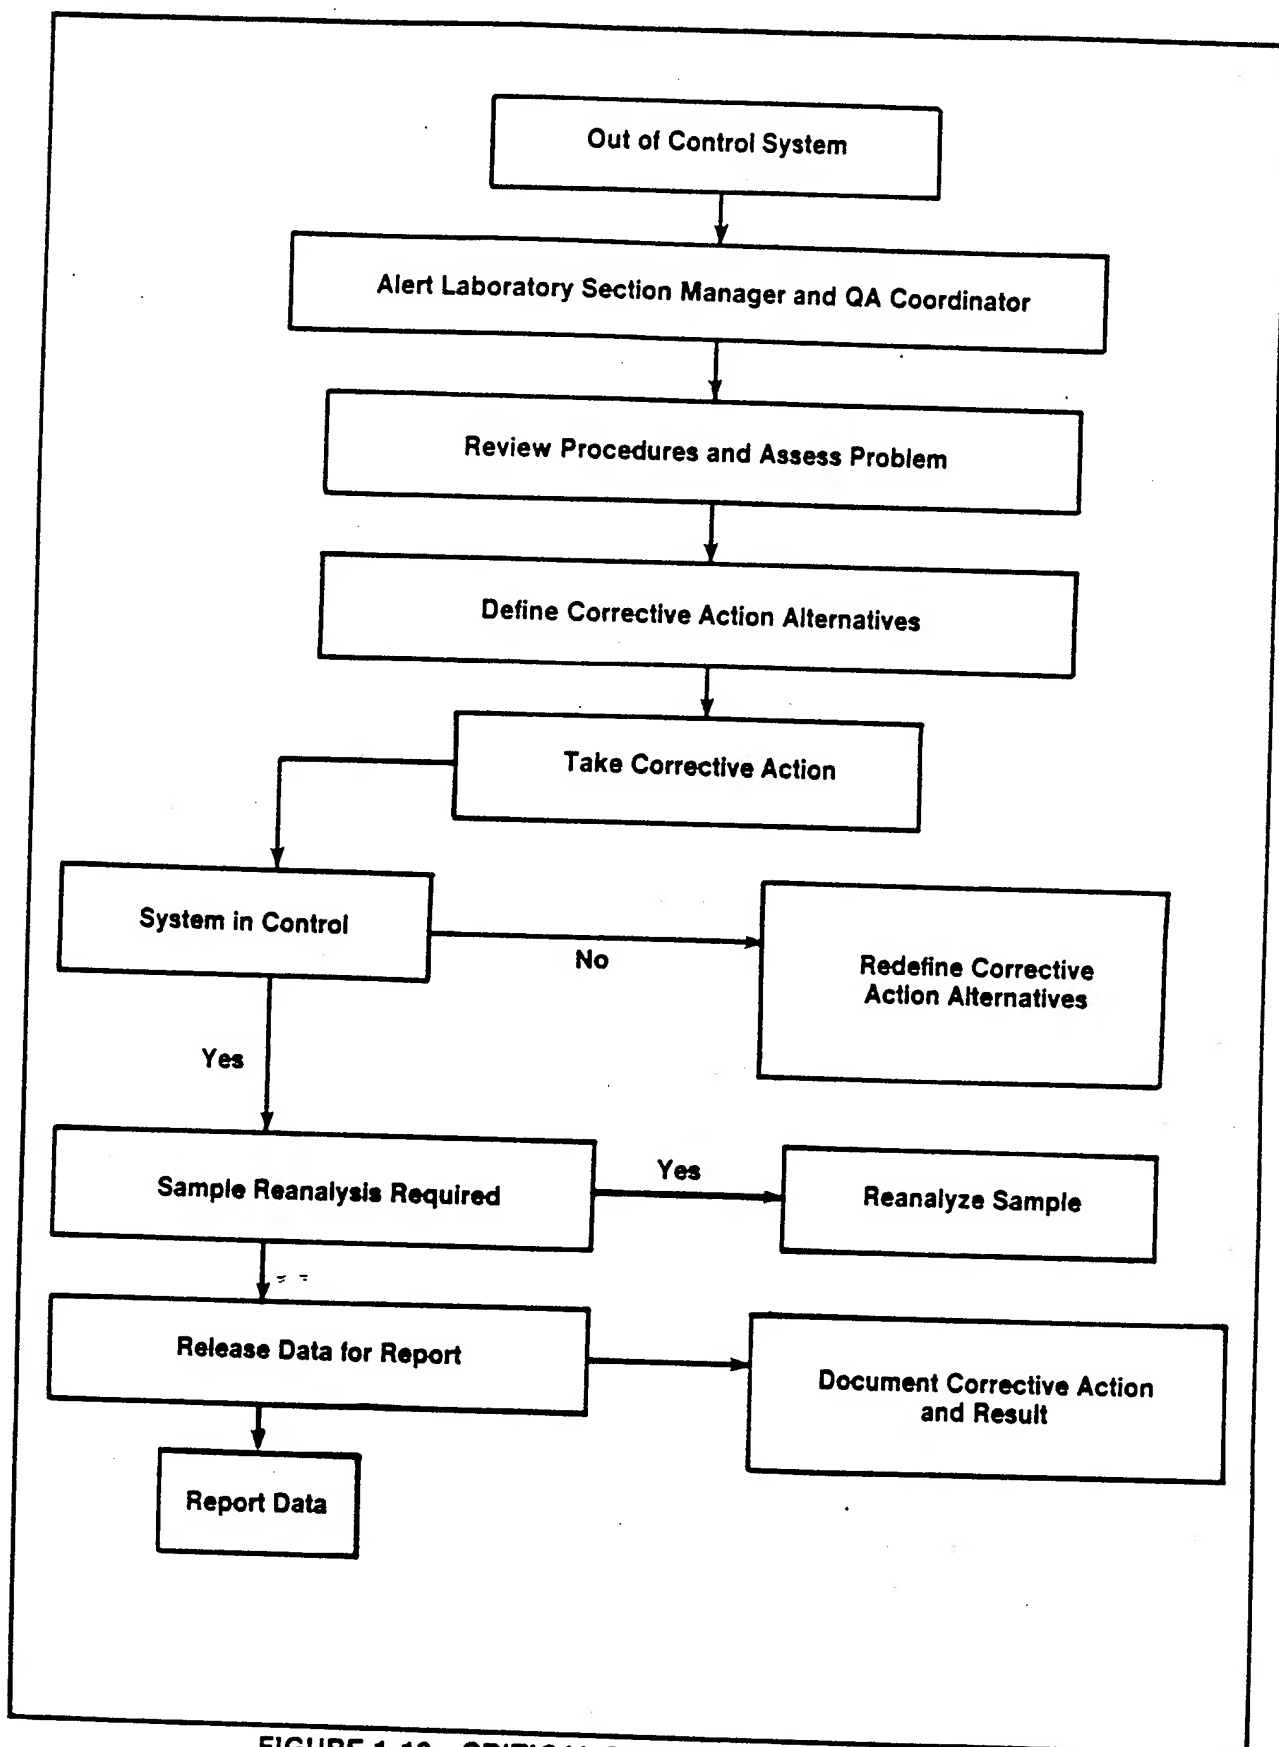 Out of Control System
Alert Laboratory Section Manager and QA Coordinator
Review Procedures and Assess Problem
Define Corrective Action Alternatives
Take Corrective Action
System in Control
No
Redefine Corrective
Action Alternatives
Yes
Sample Reanalysis Required
Yes
Reanalyze Sample
Release Data for Report
Document Corrective Action
and Result
Report Data